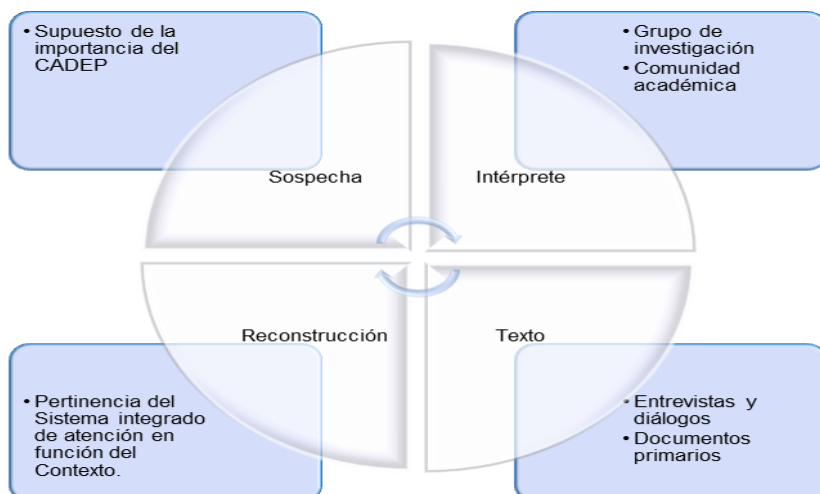 • Supuesto de la
importancia del
CADEP
• Grupo de
investigación
• Comunidad
académica
Sospecha
Intérprete
Reconstrucción
Texto
• Pertinencia del
Sistema integrado
de atención en
función del
Contexto.
• Entrevistas y
diálogos
• Documentos
primarios